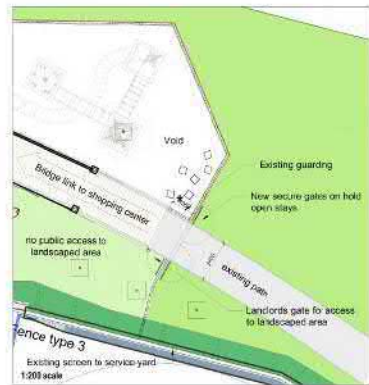 Void
Existing guarding
Bridge link to shopping center
New secure gates on hold
open stays.
no public access to
landscaped area
existing path
Landlords gate for access
to landscaped area
ence type 3
Existing screen to service yard
1:200 scale